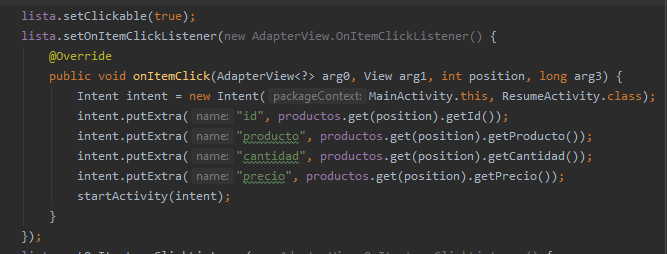 lista.setClickable(true);
lista.setOnItemClickListener(new AdapterView.OnItemClickListener() {
@Override
public void onItemClick(AdapterView<?> arg0, View arg1, int position, long arg3) {
Intent intent = new Intent( packageContext: MainActivity.this, ResumeActivity.class);
intent.putExtra( name: "id", productos.get(position).getId());
intent.putExtra( name: "producto", productos.get(position).getProducto());
intent.putExtra( name: "cantidad", productos.get(position).getCantidad());
intent.putExtra( name: "precio", productos.get(position).getPrecio());
startActivity(intent);
}
});